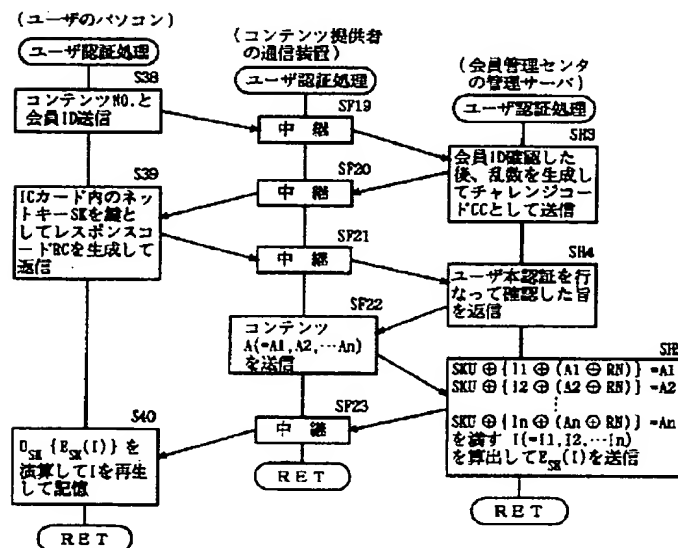 (ユーザのパソコン)
ユーザ認証処理
S38
コンテンツNO.と
会員ID送信
S39
ICカード内のネッ
トキーSKを鍵と
してレスポンスコ
ードRCを生成して
返信
S40
D_SK {E_SK(I)} を
演算してIを再生
して記憶
RET
(コンテンツ提供者
の通信装置)
ユーザ認証処理
SF19
中継
SF20
中継
SF21
中継
SF22
コンテンツ
A(=A1,A2,…An)
を送信
SF23
中継
RET
(会員管理センタ
の管理サーバ)
ユーザ認証処理
SH3
会員ID確認した
後、乱数を生成し
てチャレンジコー
ドCCとして送信
SH4
ユーザ本認証を行
なって確認した旨
を返信
SKU ⊕ {I1 ⊕ (A1 ⊕ RN)} =A1
SKU ⊕ {I2 ⊕ (A2 ⊕ RN)} =A2
⋮
SKU ⊕ {In ⊕ (An ⊕ RN)} =An
を満す I(=I1,I2,…In)
を算出してE_SK(I)を送信
RET